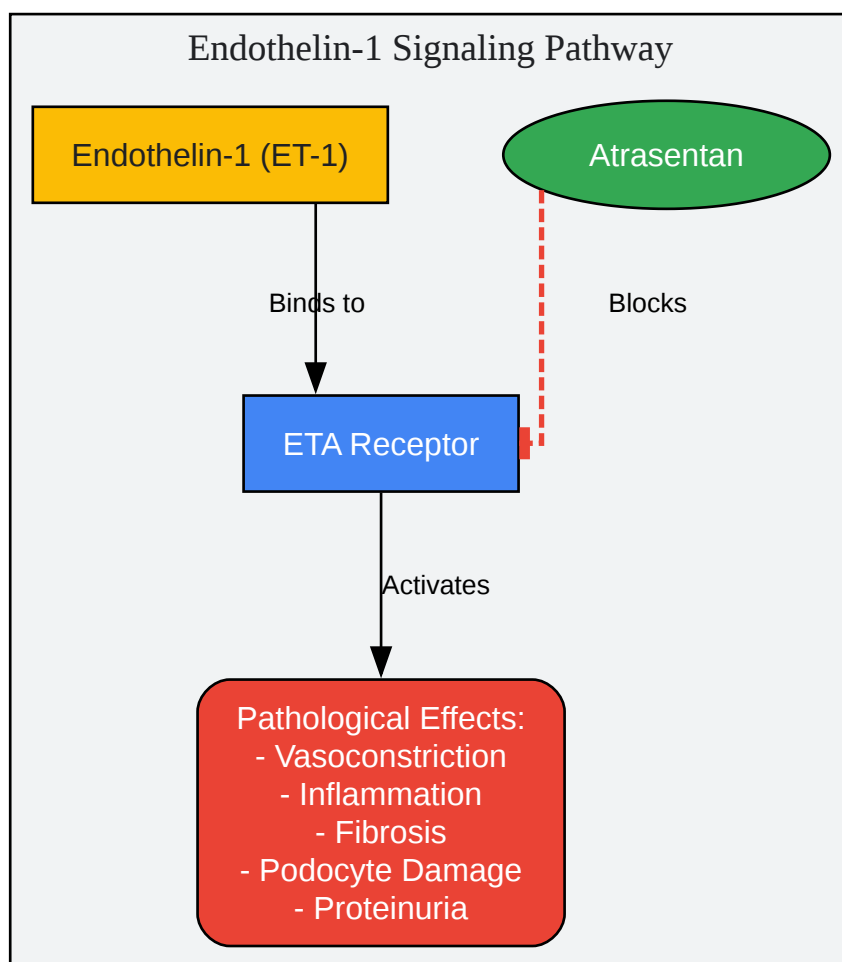 Endothelin-1 Signaling Pathway
Endothelin-1 (ET-1)
Atrasentan
Binds to
Blocks
ETA Receptor
Activates
Pathological Effects:
- Vasoconstriction
- Inflammation
- Fibrosis
- Podocyte Damage
- Proteinuria